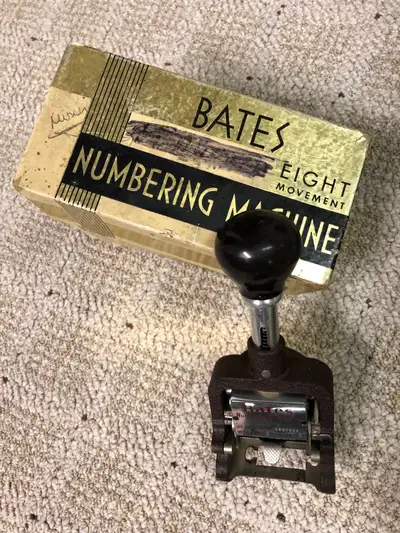 BATES
EIGHT
MOVEMENT
NUMBERING MACHINE